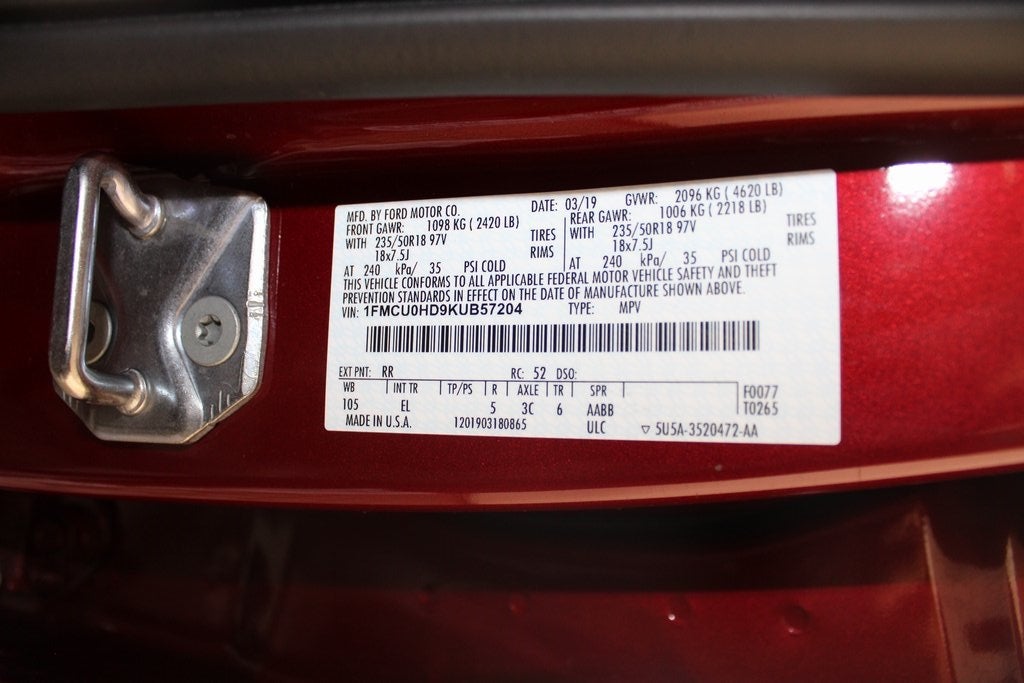 MFD. BY FORD MOTOR CO. DATE: 03/19 GVWR: 2096 KG ( 4620 LB)
FRONT GAWR: 1098 KG ( 2420 LB) REAR GAWR: 1006 KG ( 2218 LB)
WITH 235/50R18 97V TIRES WITH 235/50R18 97V TIRES
18x7.5J RIMS 18x7.5J RIMS
AT 240 kPa/ 35 PSI COLD AT 240 kPa/ 35 PSI COLD
THIS VEHICLE CONFORMS TO ALL APPLICABLE FEDERAL MOTOR VEHICLE SAFETY AND THEFT
PREVENTION STANDARDS IN EFFECT ON THE DATE OF MANUFACTURE SHOWN ABOVE.
VIN: 1FMCU0HD9KUB57204 TYPE: MPV
EXT PNT: RR RC: 52 DSO:
WB INT TR TP/PS R AXLE TR SPR F0077
105 EL 5 3C 6 AABB T0265
MADE IN U.S.A. 1201903180865 ULC ▽ 5U5A-3520472-AA